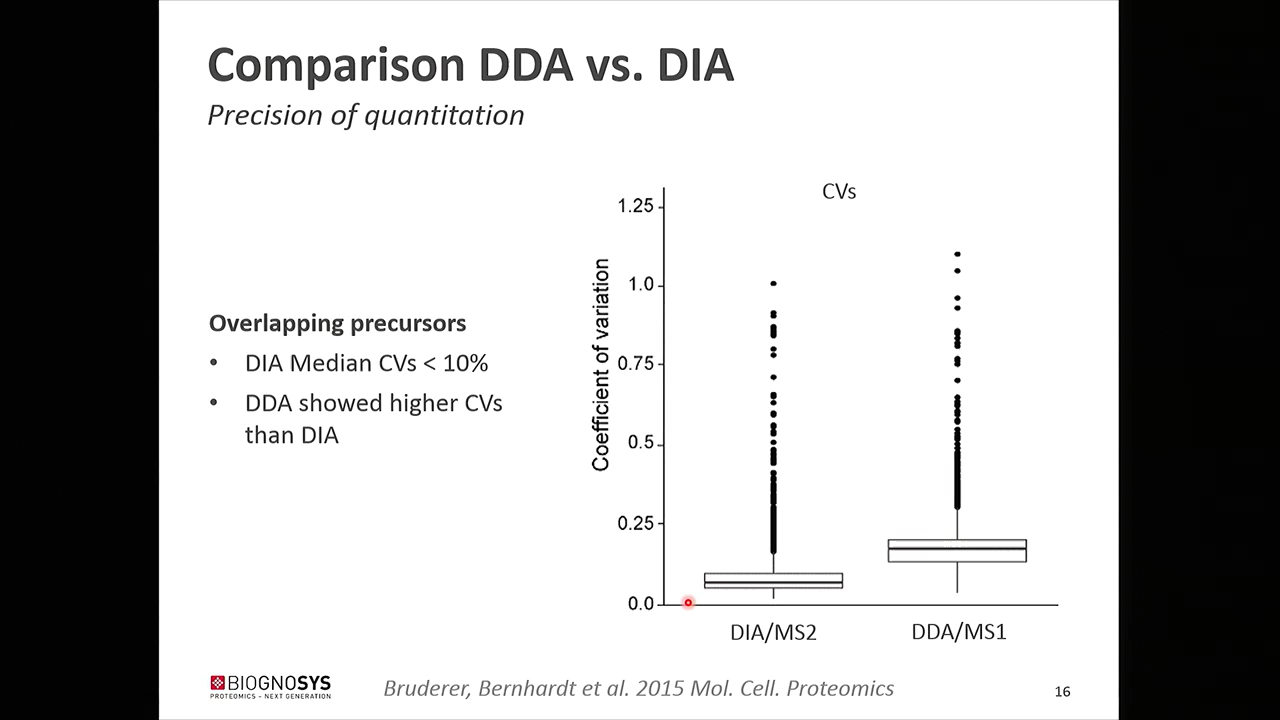 Comparison DDA vs. DIA
Precision of quantitation
Overlapping precursors
• DIA Median CVs < 10%
• DDA showed higher CVs
than DIA
CVs
Coefficient of variation
1.25
1.0
0.75
0.5
0.25
0.0
DIA/MS2
DDA/MS1
BIOGNOSYS
PROTEOMICS – NEXT GENERATION
Bruderer, Bernhardt et al. 2015 Mol. Cell. Proteomics
16